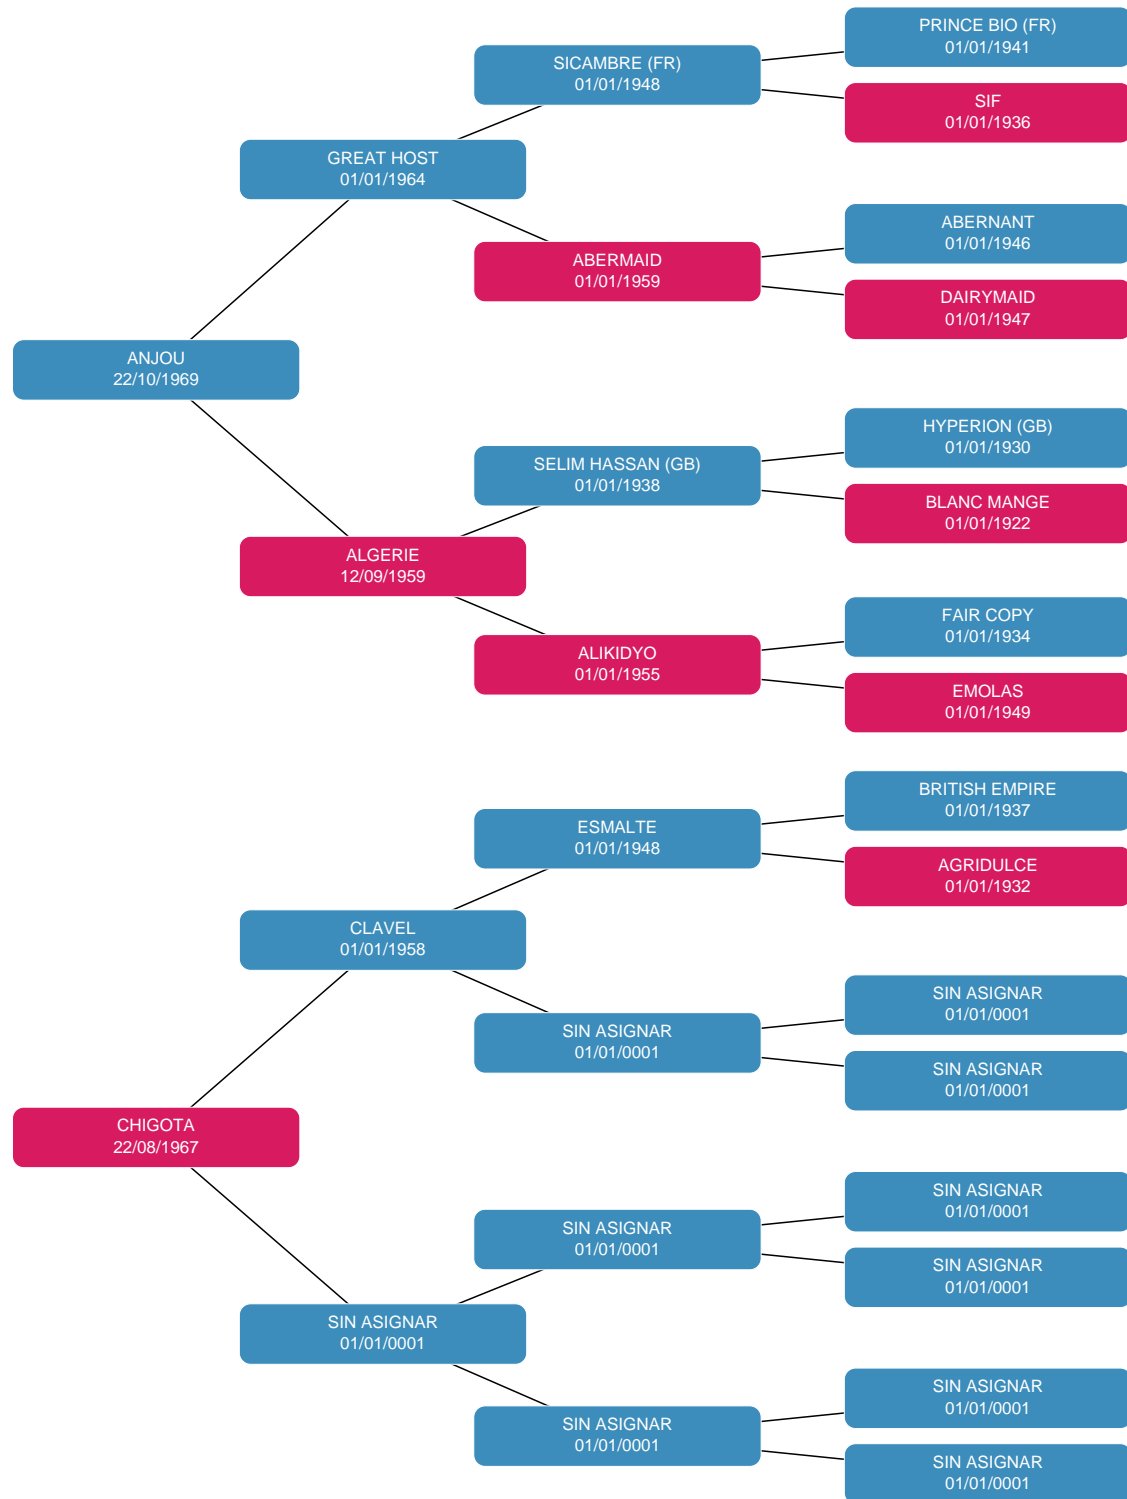 PRINCE BIO (FR)
01/01/1941
SICAMBRE (FR)
01/01/1948
SIF
01/01/1936
GREAT HOST
01/01/1964
ABERNANT
01/01/1946
ABERMAID
01/01/1959
DAIRYMAID
01/01/1947
ANJOU
22/10/1969
HYPERION (GB)
01/01/1930
SELIM HASSAN (GB)
01/01/1938
BLANC MANGE
01/01/1922
ALGERIE
12/09/1959
FAIR COPY
01/01/1934
ALIKIDYO
01/01/1955
EMOLAS
01/01/1949
BRITISH EMPIRE
01/01/1937
ESMALTE
01/01/1948
AGRIDULCE
01/01/1932
CLAVEL
01/01/1958
SIN ASIGNAR
01/01/0001
SIN ASIGNAR
01/01/0001
SIN ASIGNAR
01/01/0001
CHIGOTA
22/08/1967
SIN ASIGNAR
01/01/0001
SIN ASIGNAR
01/01/0001
SIN ASIGNAR
01/01/0001
SIN ASIGNAR
01/01/0001
SIN ASIGNAR
01/01/0001
SIN ASIGNAR
01/01/0001
SIN ASIGNAR
01/01/0001